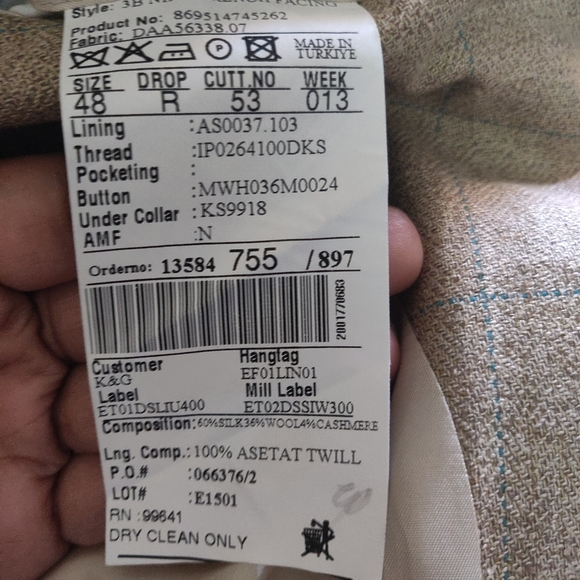 Style: 3B
Product No: 869514745262
Fabric: DAA56338.07
P
MADE IN
TURKIYE
SIZE DROP CUTT.NO WEEK
48 R 53 013
Lining :AS0037.103
Thread :IP0264100DKS
Pocketing :
Button :MWH036M0024
Under Collar :KS9918
AMF :N
Orderno: 13584 755 /897
2001770683
Customer Hangtag
K&G EF01LIN01
Label Mill Label
ET01DSLIU400 ET02DSSIW300
Composition:60%SILK36%WOOL4%CASHMERE
Lng. Comp.: 100% ASETAT TWILL
P.O.# :066376/2
LOT# :E1501
RN :99641
DRY CLEAN ONLY